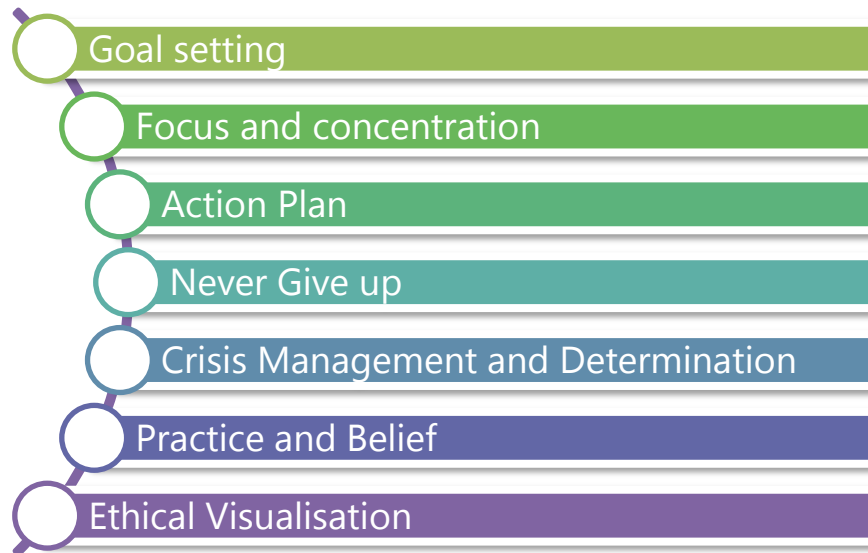 Goal setting
Focus and concentration
Action Plan
Never Give up
Crisis Management and Determination
Practice and Belief
Ethical Visualisation